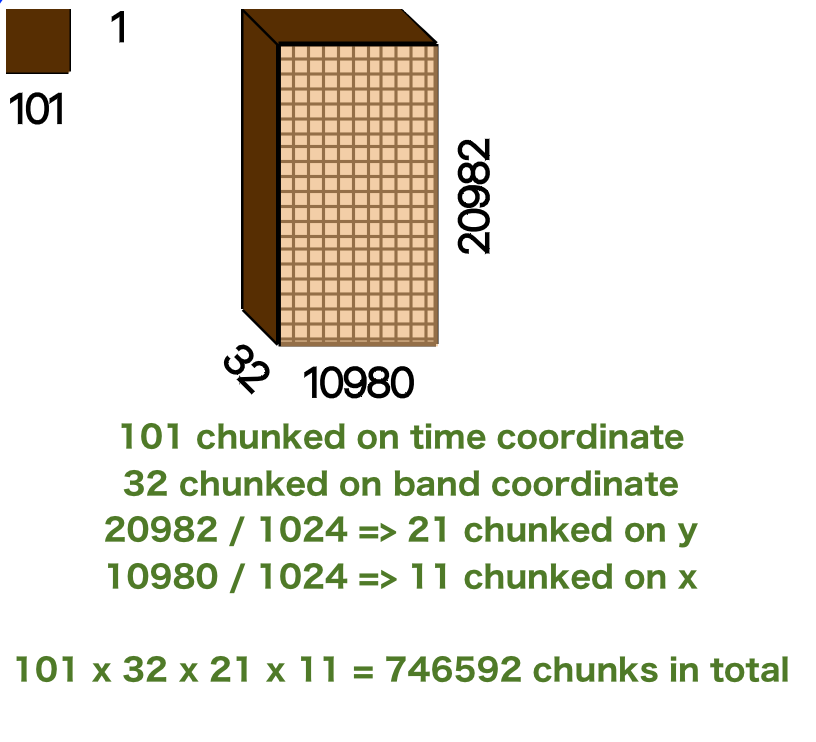 1
101
20982
32
10980
101 chunked on time coordinate
32 chunked on band coordinate
20982 / 1024 => 21 chunked on y
10980 / 1024 => 11 chunked on x
101 x 32 x 21 x 11 = 746592 chunks in total